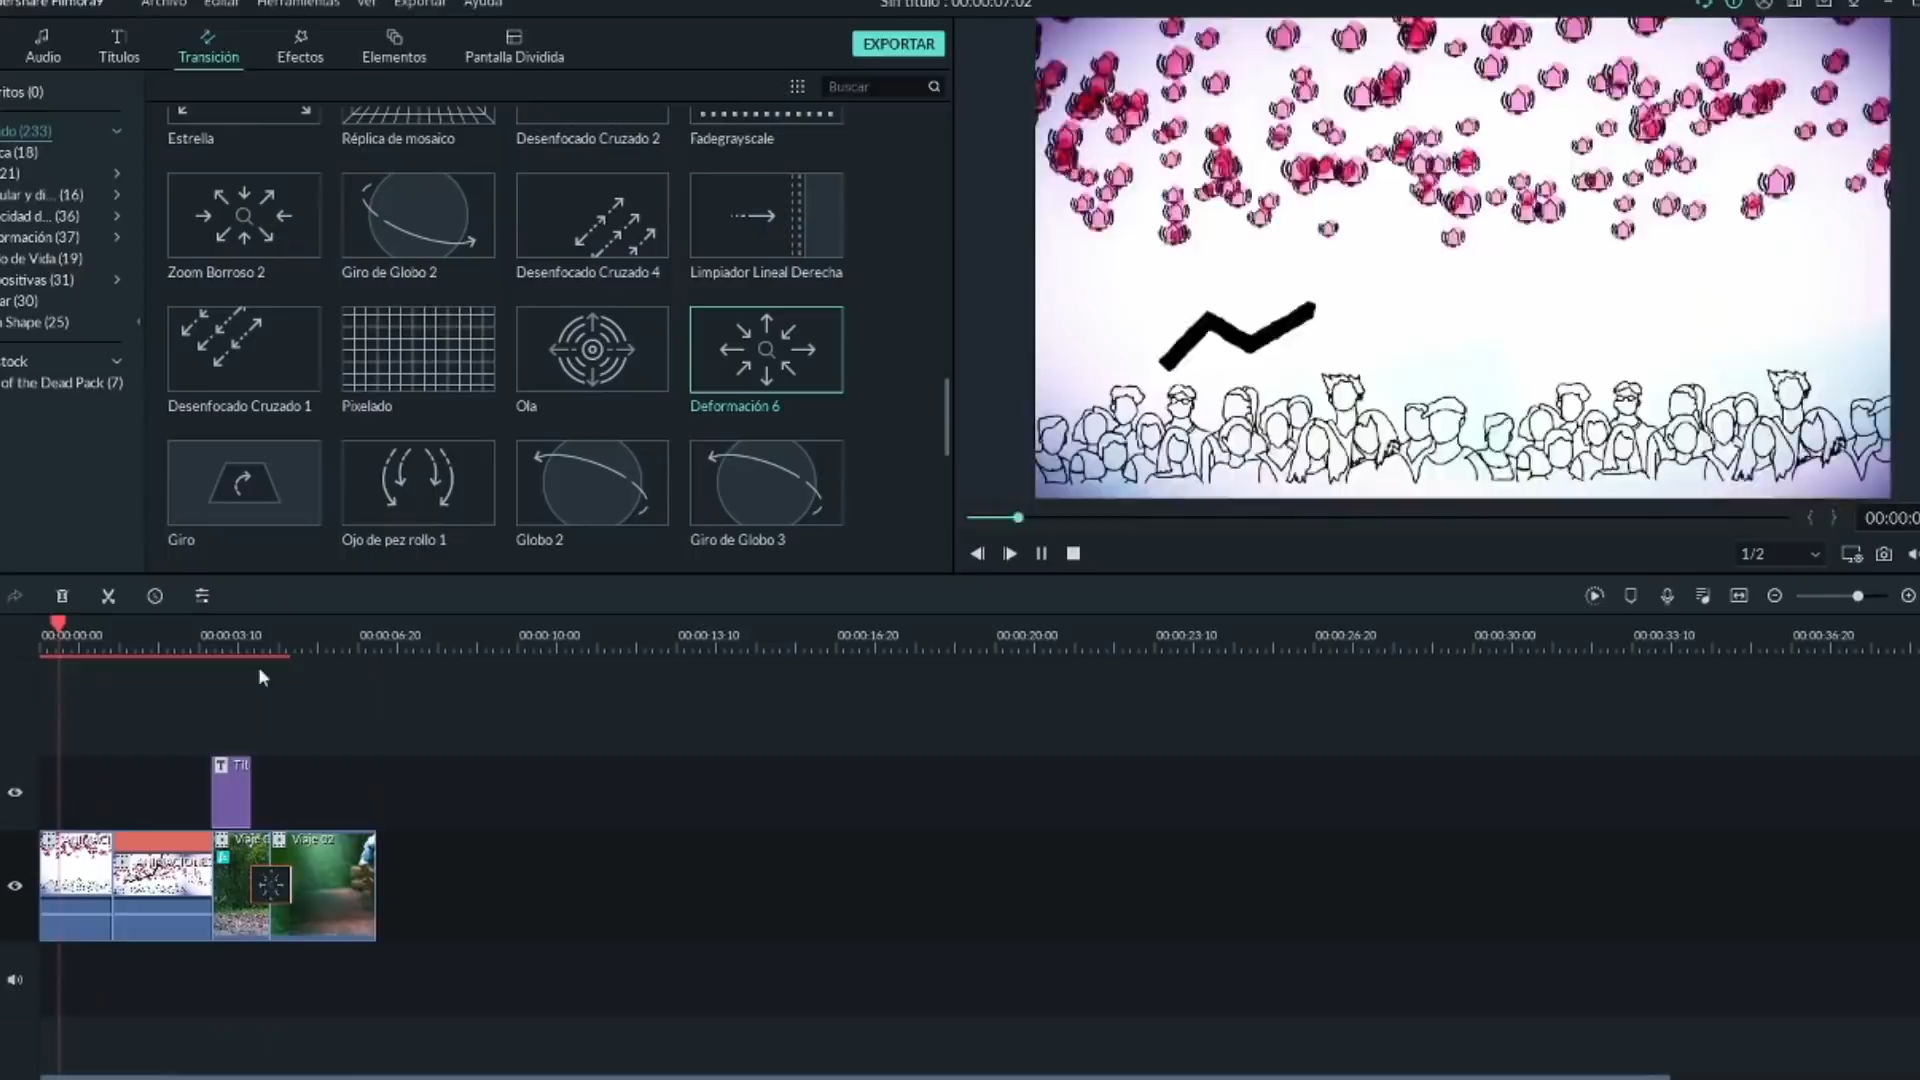 Archivo Editar Herramientas Ver Exportar Ayuda
Sin título : 00:00:07:02
Audio
Títulos
Transición
Efectos
Elementos
Pantalla Dividida
EXPORTAR
ritos (0)
Buscar
do (233)
ca (18)
21)
ular y di... (16)
cidad d... (36)
ormación (37)
o de Vida (19)
ositivas (31)
ar (30)
Shape (25)
tock
of the Dead Pack (7)
Estrella
Réplica de mosaico
Desenfocado Cruzado 2
Fadegrayscale
Zoom Borroso 2
Giro de Globo 2
Desenfocado Cruzado 4
Limpiador Lineal Derecha
Desenfocado Cruzado 1
Pixelado
Ola
Deformación 6
Giro
Ojo de pez rollo 1
Globo 2
Giro de Globo 3
00:00:0
1/2
00:00:00:00
00:00:03:10
00:00:06:20
00:00:10:00
00:00:13:10
00:00:16:20
00:00:20:00
00:00:23:10
00:00:26:20
00:00:30:00
00:00:33:10
00:00:36:20
T
Viaje 02